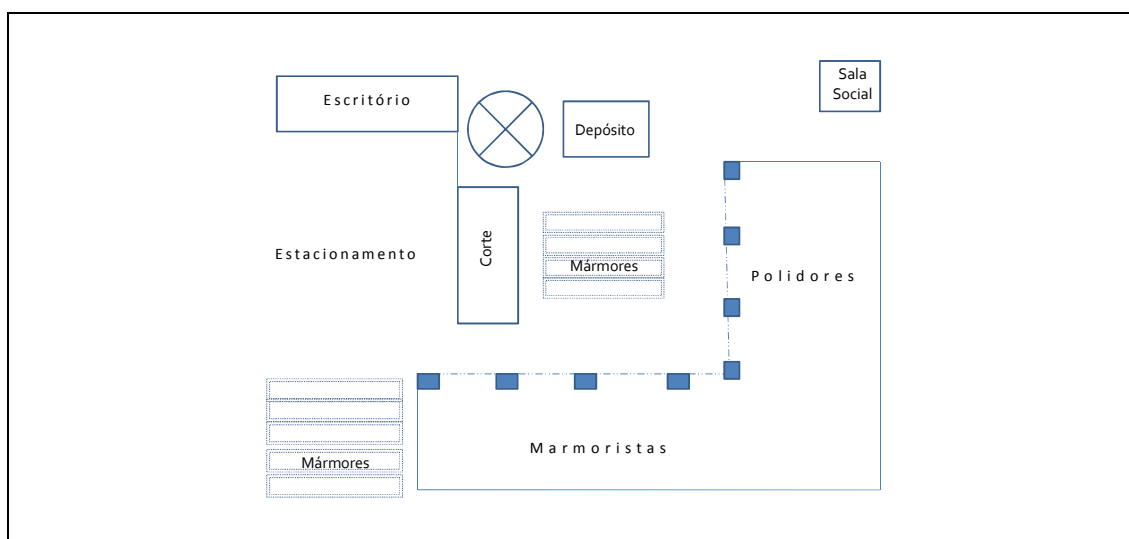 Sala
Social
Escritório
Depósito
Corte
Estacionamento
Mármores
Polidores
Marmoristas
Mármores